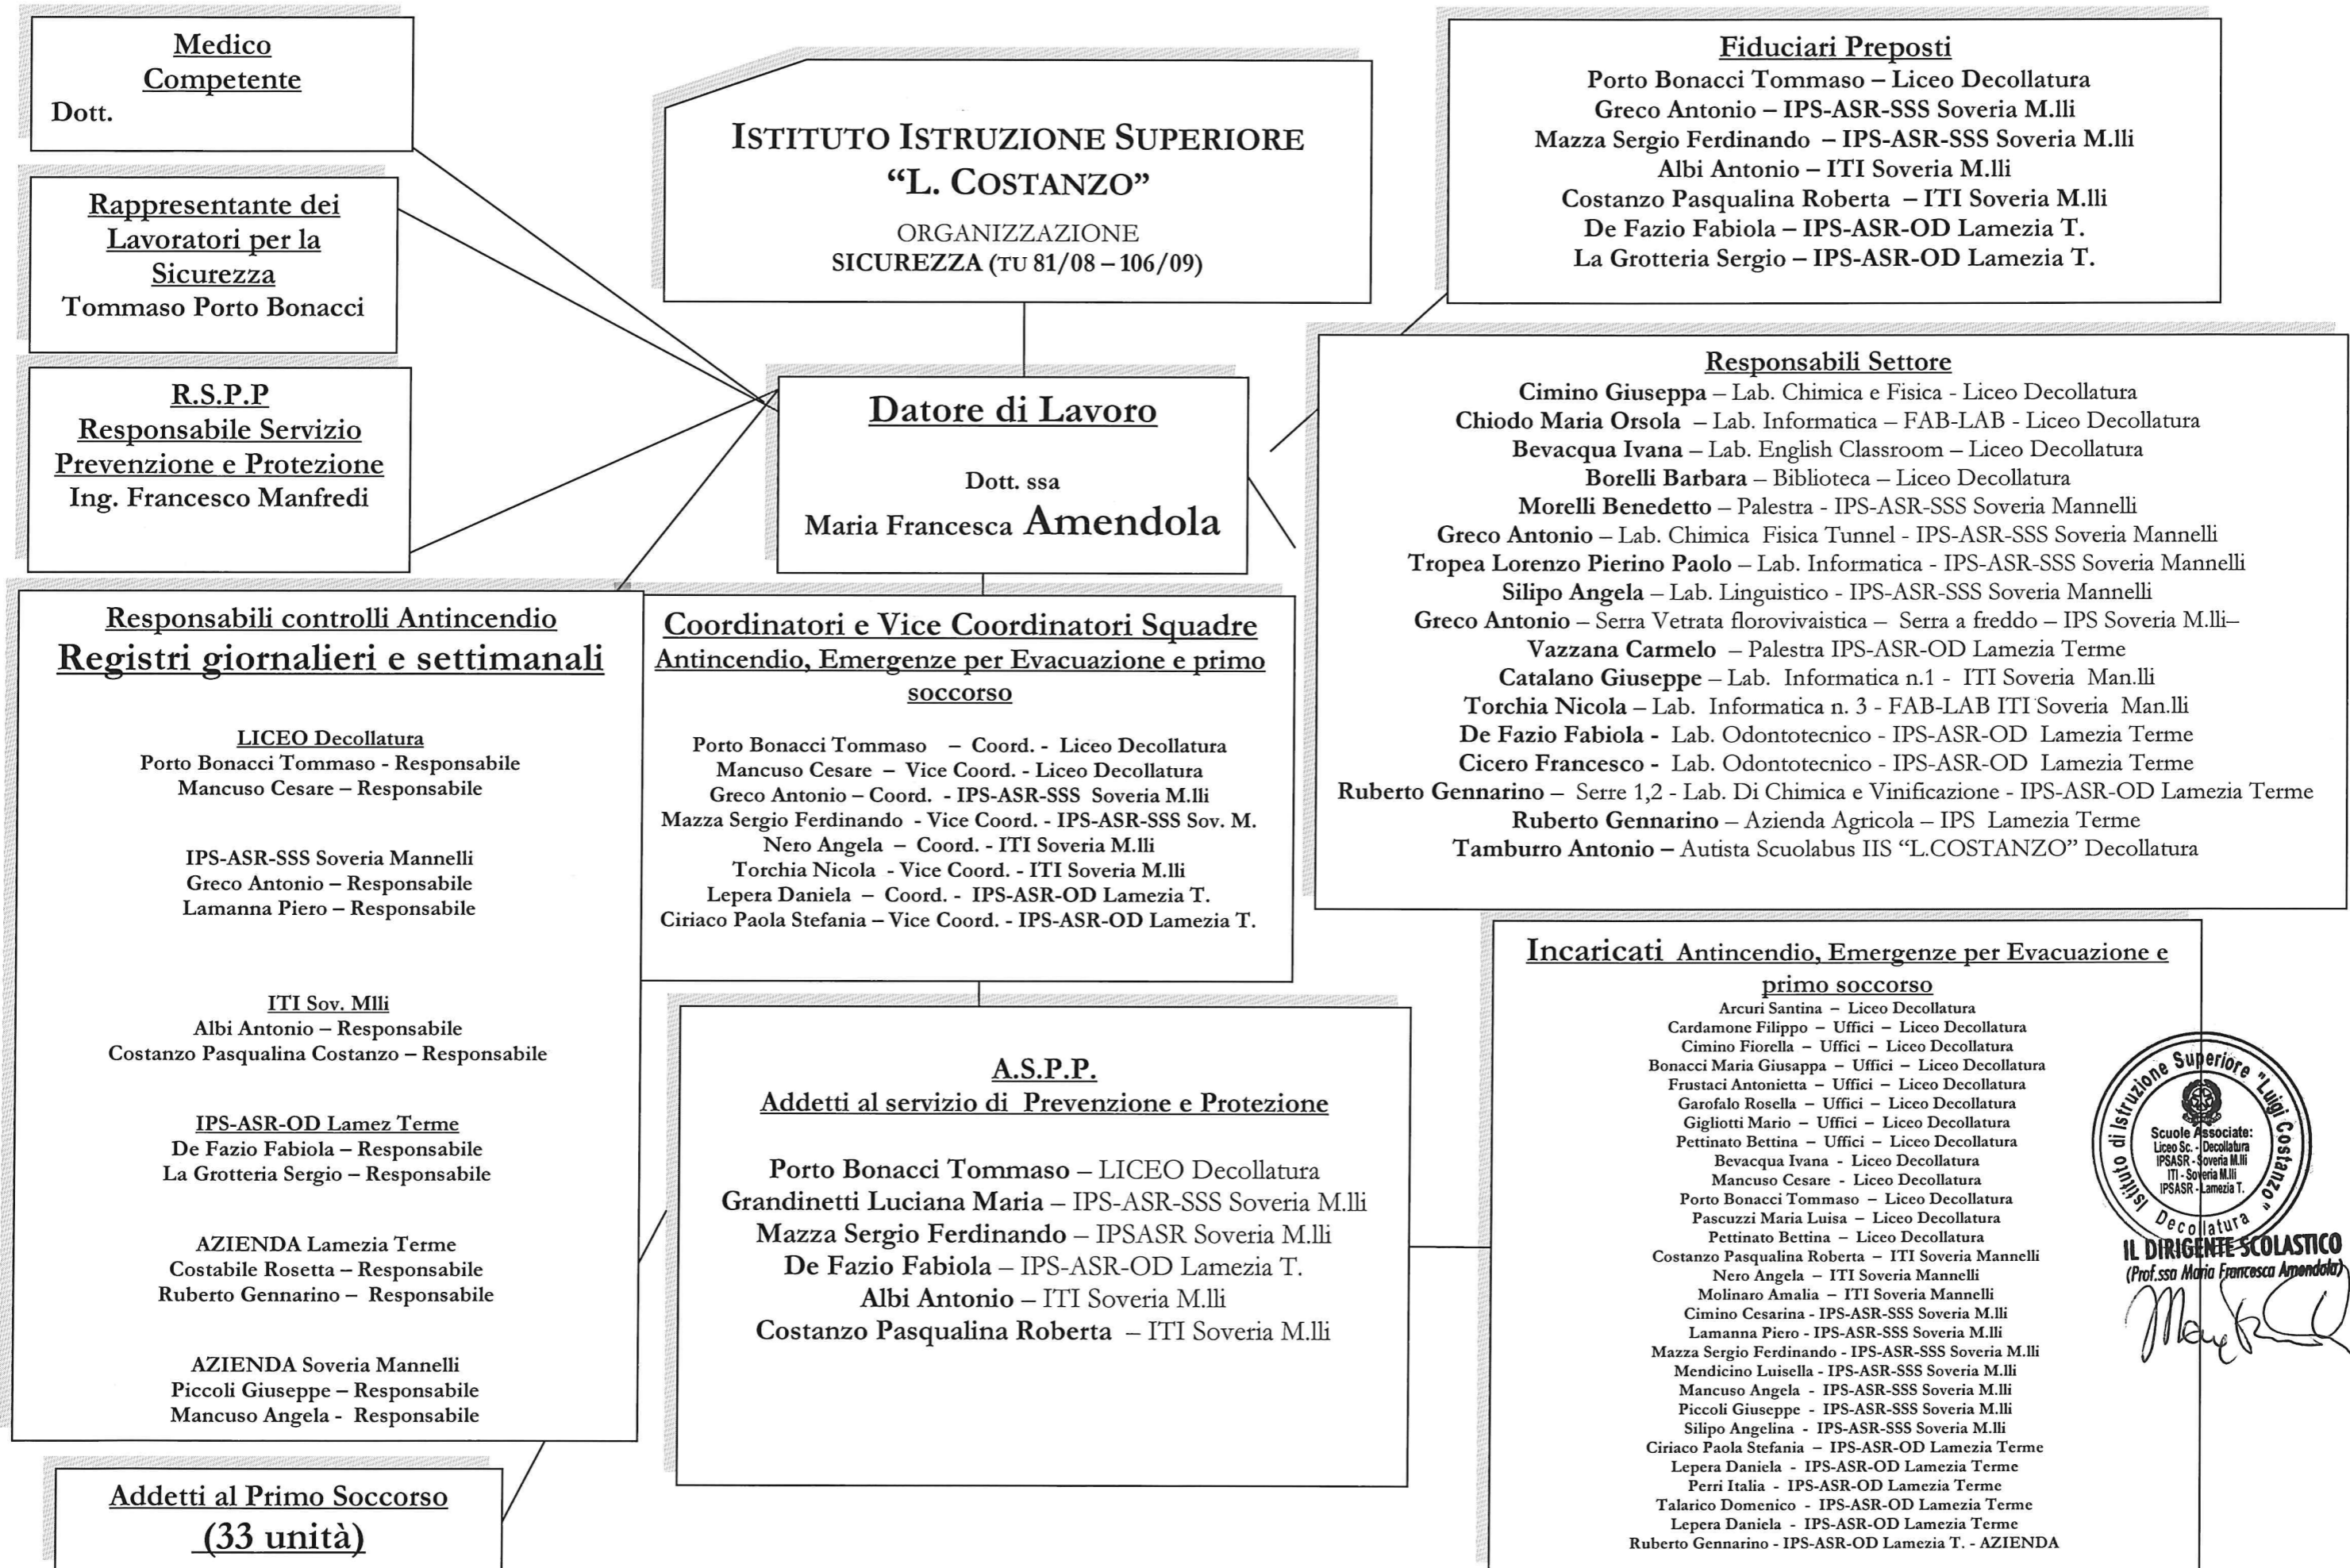 Medico
Competente
Dott.
Rappresentante dei
Lavoratori per la
Sicurezza
Tommaso Porto Bonacci
R.S.P.P
Responsabile Servizio
Prevenzione e Protezione
Ing. Francesco Manfredi
ISTITUTO ISTRUZIONE SUPERIORE
“L. COSTANZO”
ORGANIZZAZIONE
SICUREZZA (TU 81/08 – 106/09)
Datore di Lavoro
Dott. ssa
Maria Francesca Amendola
Fiduciari Preposti
Porto Bonacci Tommaso – Liceo Decollatura
Greco Antonio – IPS-ASR-SSS Soveria M.lli
Mazza Sergio Ferdinando – IPS-ASR-SSS Soveria M.lli
Albi Antonio – ITI Soveria M.lli
Costanzo Pasqualina Roberta – ITI Soveria M.lli
De Fazio Fabiola – IPS-ASR-OD Lamezia T.
La Grotteria Sergio – IPS-ASR-OD Lamezia T.
Responsabili Settore
Cimino Giuseppa – Lab. Chimica e Fisica - Liceo Decollatura
Chiodo Maria Orsola – Lab. Informatica – FAB-LAB - Liceo Decollatura
Bevacqua Ivana – Lab. English Classroom – Liceo Decollatura
Borelli Barbara – Biblioteca – Liceo Decollatura
Morelli Benedetto – Palestra - IPS-ASR-SSS Soveria Mannelli
Greco Antonio – Lab. Chimica Fisica Tunnel - IPS-ASR-SSS Soveria Mannelli
Tropea Lorenzo Pierino Paolo – Lab. Informatica - IPS-ASR-SSS Soveria Mannelli
Silipo Angela – Lab. Linguistico - IPS-ASR-SSS Soveria Mannelli
Greco Antonio – Serra Vetrata florovivaistica – Serra a freddo – IPS Soveria M.lli–
Vazzana Carmelo – Palestra IPS-ASR-OD Lamezia Terme
Catalano Giuseppe – Lab. Informatica n.1 - ITI Soveria Man.lli
Torchia Nicola – Lab. Informatica n. 3 - FAB-LAB ITI Soveria Man.lli
De Fazio Fabiola - Lab. Odontotecnico - IPS-ASR-OD Lamezia Terme
Cicero Francesco - Lab. Odontotecnico - IPS-ASR-OD Lamezia Terme
Ruberto Gennarino – Serre 1,2 - Lab. Di Chimica e Vinificazione - IPS-ASR-OD Lamezia Terme
Ruberto Gennarino – Azienda Agricola – IPS Lamezia Terme
Tamburro Antonio – Autista Scuolabus IIS “L.COSTANZO” Decollatura
Responsabili controlli Antincendio
Registri giornalieri e settimanali
LICEO Decollatura
Porto Bonacci Tommaso - Responsabile
Mancuso Cesare – Responsabile
IPS-ASR-SSS Soveria Mannelli
Greco Antonio – Responsabile
Lamanna Piero – Responsabile
ITI Sov. Mlli
Albi Antonio – Responsabile
Costanzo Pasqualina Costanzo – Responsabile
IPS-ASR-OD Lamez Terme
De Fazio Fabiola – Responsabile
La Grotteria Sergio – Responsabile
AZIENDA Lamezia Terme
Costabile Rosetta – Responsabile
Ruberto Gennarino – Responsabile
AZIENDA Soveria Mannelli
Piccoli Giuseppe – Responsabile
Mancuso Angela - Responsabile
Coordinatori e Vice Coordinatori Squadre
Antincendio, Emergenze per Evacuazione e primo
soccorso
Porto Bonacci Tommaso – Coord. - Liceo Decollatura
Mancuso Cesare – Vice Coord. - Liceo Decollatura
Greco Antonio – Coord. - IPS-ASR-SSS Soveria M.lli
Mazza Sergio Ferdinando - Vice Coord. - IPS-ASR-SSS Sov. M.
Nero Angela – Coord. - ITI Soveria M.lli
Torchia Nicola - Vice Coord. - ITI Soveria M.lli
Lepera Daniela – Coord. - IPS-ASR-OD Lamezia T.
Ciriaco Paola Stefania – Vice Coord. - IPS-ASR-OD Lamezia T.
A.S.P.P.
Addetti al servizio di Prevenzione e Protezione
Porto Bonacci Tommaso – LICEO Decollatura
Grandinetti Luciana Maria – IPS-ASR-SSS Soveria M.lli
Mazza Sergio Ferdinando – IPSASR Soveria M.lli
De Fazio Fabiola – IPS-ASR-OD Lamezia T.
Albi Antonio – ITI Soveria M.lli
Costanzo Pasqualina Roberta – ITI Soveria M.lli
Incaricati Antincendio, Emergenze per Evacuazione e
primo soccorso
Arcuri Santina – Liceo Decollatura
Cardamone Filippo – Uffici – Liceo Decollatura
Cimino Fiorella – Uffici – Liceo Decollatura
Bonacci Maria Giusappa – Uffici – Liceo Decollatura
Frustaci Antonietta – Uffici – Liceo Decollatura
Garofalo Rosella – Uffici – Liceo Decollatura
Gigliotti Mario – Uffici – Liceo Decollatura
Pettinato Bettina – Uffici – Liceo Decollatura
Bevacqua Ivana - Liceo Decollatura
Mancuso Cesare - Liceo Decollatura
Porto Bonacci Tommaso – Liceo Decollatura
Pascuzzi Maria Luisa – Liceo Decollatura
Pettinato Bettina – Liceo Decollatura
Costanzo Pasqualina Roberta – ITI Soveria Mannelli
Nero Angela – ITI Soveria Mannelli
Molinaro Amalia – ITI Soveria Mannelli
Cimino Cesarina - IPS-ASR-SSS Soveria M.lli
Lamanna Piero - IPS-ASR-SSS Soveria M.lli
Mazza Sergio Ferdinando - IPS-ASR-SSS Soveria M.lli
Mendicino Luisella - IPS-ASR-SSS Soveria M.lli
Mancuso Angela - IPS-ASR-SSS Soveria M.lli
Piccoli Giuseppe - IPS-ASR-SSS Soveria M.lli
Silipo Angelina - IPS-ASR-SSS Soveria M.lli
Ciriaco Paola Stefania – IPS-ASR-OD Lamezia Terme
Lepera Daniela - IPS-ASR-OD Lamezia Terme
Perri Italia - IPS-ASR-OD Lamezia Terme
Talarico Domenico - IPS-ASR-OD Lamezia Terme
Lepera Daniela - IPS-ASR-OD Lamezia Terme
Ruberto Gennarino - IPS-ASR-OD Lamezia T. - AZIENDA
Istituto di Istruzione Superiore "Luigi Costanzo"
Decollatura
Scuole Associate:
Liceo Sc. - Decollatura
IPSASR - Soveria M.lli
ITI - Soveria M.lli
IPSASR - Lamezia T.
IL DIRIGENTE SCOLASTICO
(Prof.ssa Maria Francesca Amendola)
Addetti al Primo Soccorso
(33 unità)